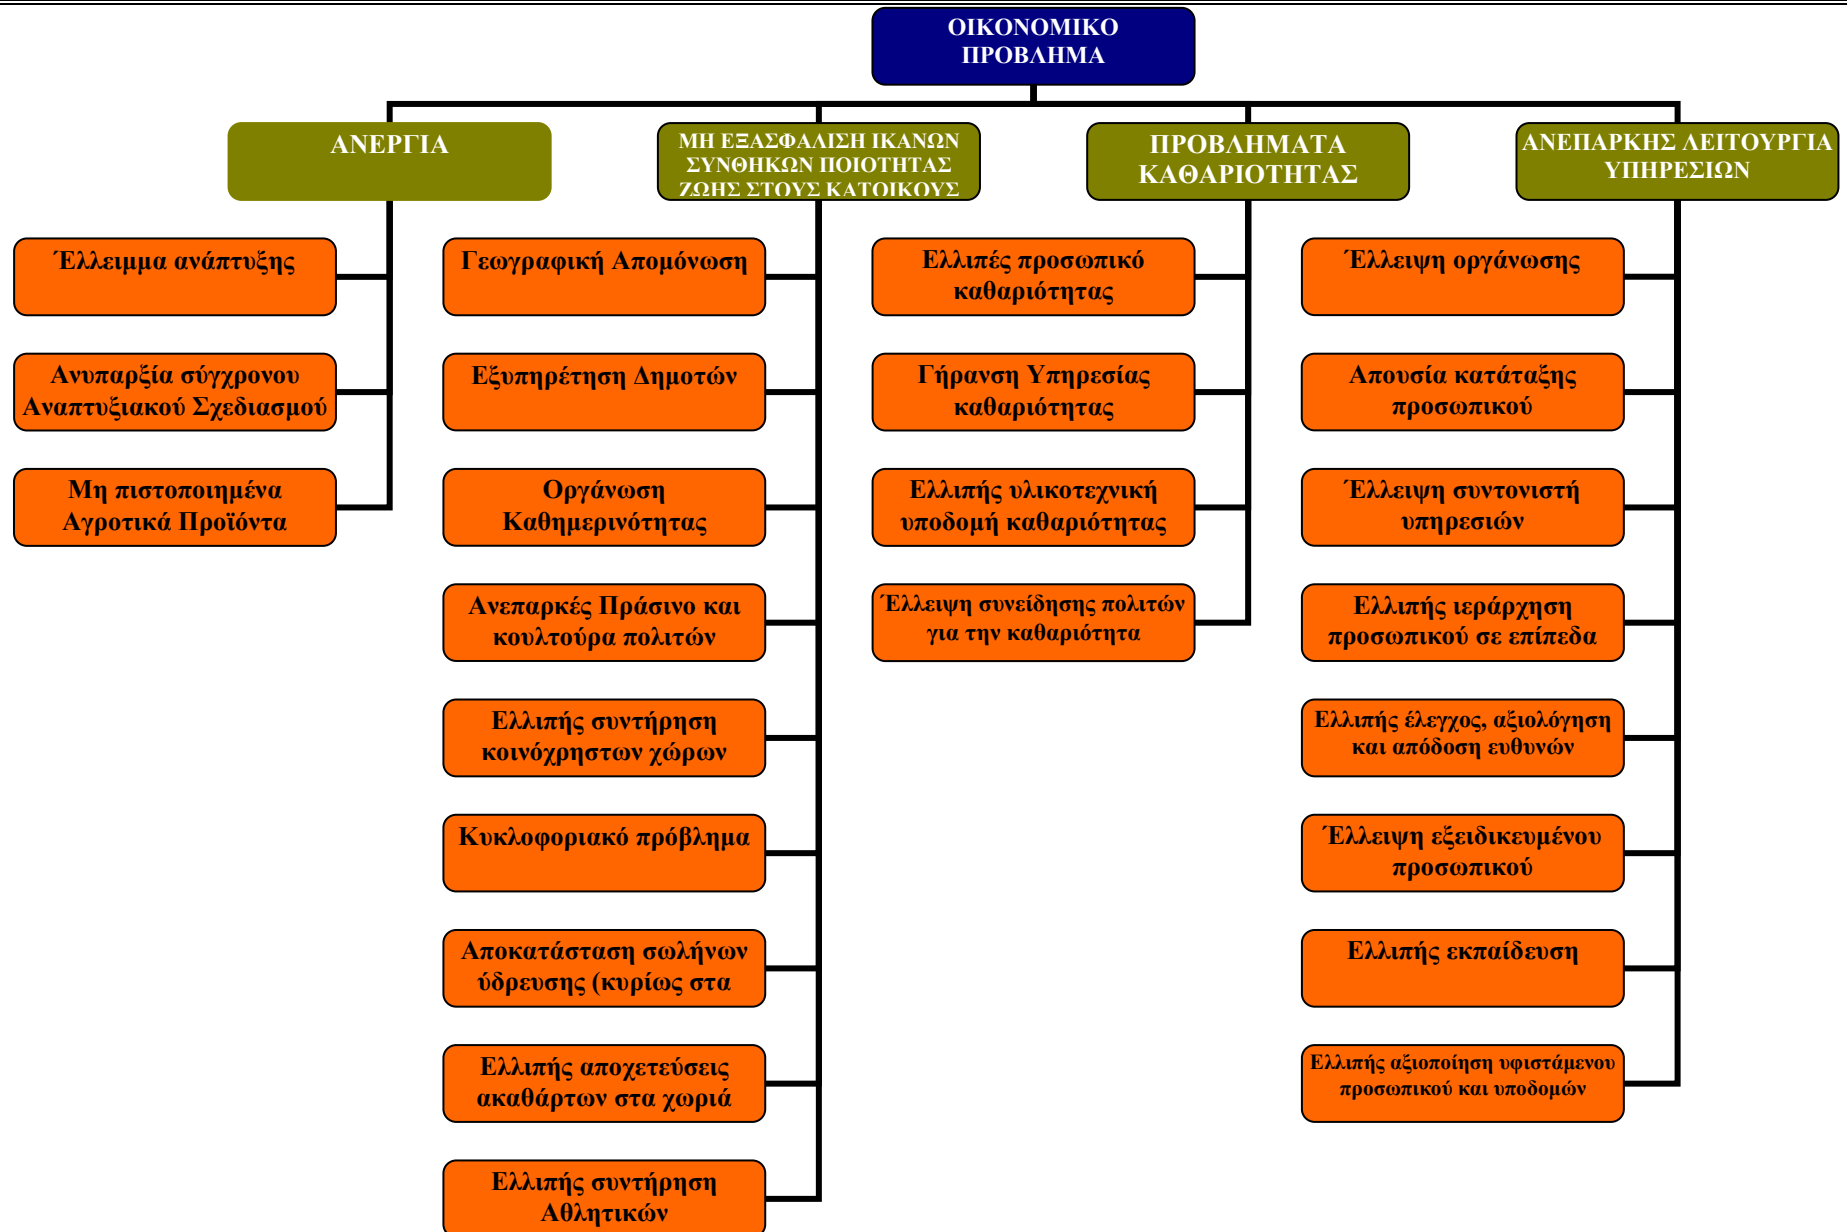 ΟΙΚΟΝΟΜΙΚΟ
ΠΡΟΒΛΗΜΑ
ΑΝΕΡΓΙΑ
Έλλειμμα ανάπτυξης
Ανυπαρξία σύγχρονου
Αναπτυξιακού Σχεδιασμού
Μη πιστοποιημένα
Αγροτικά Προϊόντα
ΜΗ ΕΞΑΣΦΑΛΙΣΗ ΙΚΑΝΩΝ
ΣΥΝΘΗΚΩΝ ΠΟΙΟΤΗΤΑΣ
ΖΩΗΣ ΣΤΟΥΣ ΚΑΤΟΙΚΟΥΣ
Γεωγραφική Απομόνωση
Εξυπηρέτηση Δημοτών
Οργάνωση
Καθημερινότητας
Ανεπαρκές Πράσινο και
κουλτούρα πολιτών
Ελλιπής συντήρηση
κοινόχρηστων χώρων
Κυκλοφοριακό πρόβλημα
Αποκατάσταση σωλήνων
ύδρευσης (κυρίως στα
Ελλιπής αποχετεύσεις
ακαθάρτων στα χωριά
Ελλιπής συντήρηση
Αθλητικών
ΠΡΟΒΛΗΜΑΤΑ
ΚΑΘΑΡΙΟΤΗΤΑΣ
Ελλιπές προσωπικό
καθαριότητας
Γήρανση Υπηρεσίας
καθαριότητας
Ελλιπής υλικοτεχνική
υποδομή καθαριότητας
Έλλειψη συνείδησης πολιτών
για την καθαριότητα
ΑΝΕΠΑΡΚΗΣ ΛΕΙΤΟΥΡΓΙΑ
ΥΠΗΡΕΣΙΩΝ
Έλλειψη οργάνωσης
Απουσία κατάταξης
προσωπικού
Έλλειψη συντονιστή
υπηρεσιών
Ελλιπής ιεράρχηση
προσωπικού σε επίπεδα
Ελλιπής έλεγχος, αξιολόγηση
και απόδοση ευθυνών
Έλλειψη εξειδικευμένου
προσωπικού
Ελλιπής εκπαίδευση
Ελλιπής αξιοποίηση υφιστάμενου
προσωπικού και υποδομών